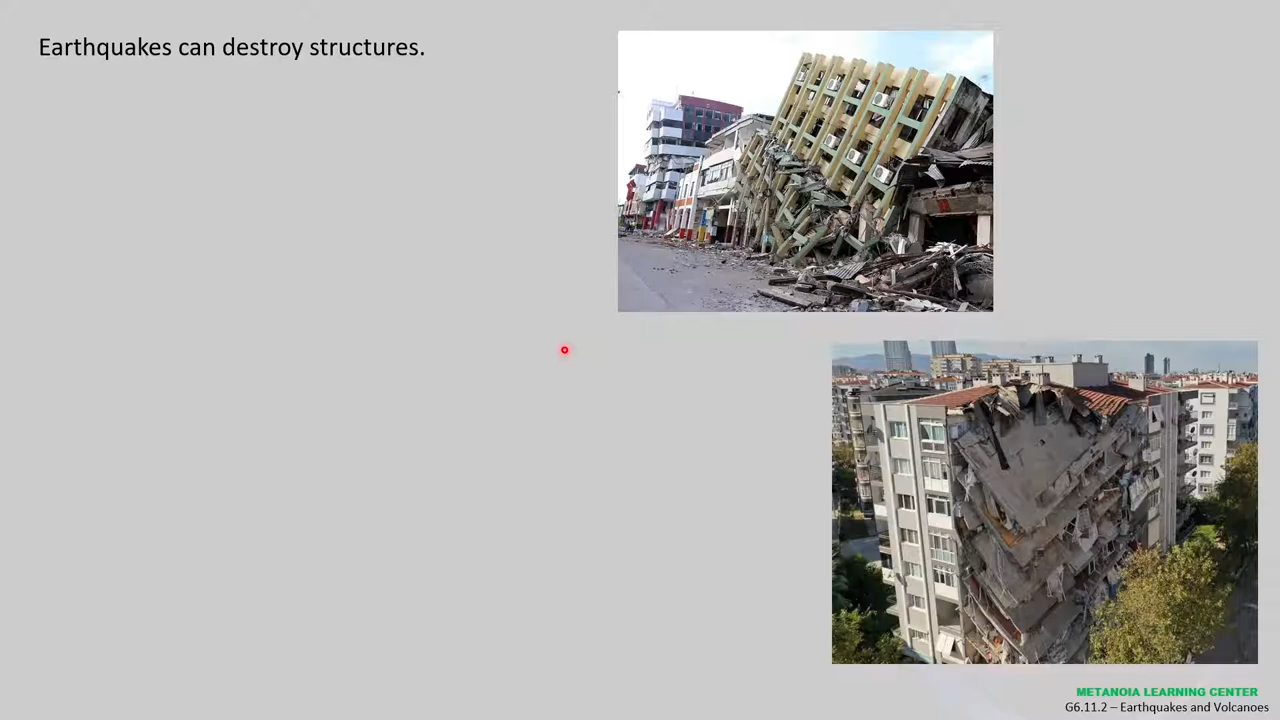 Earthquakes can destroy structures.
METANOIA LEARNING CENTER
G6.11.2 – Earthquakes and Volcanoes